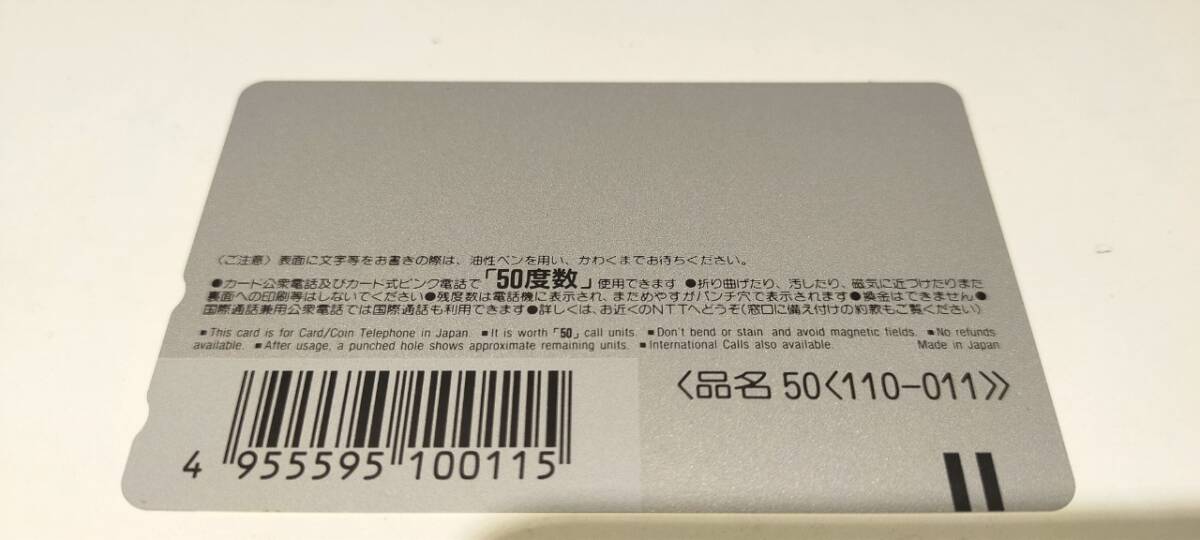 〈ご注意〉表面に文字等をお書きの際は、油性ペンを用い、かわくまでお待ちください。
●カード公衆電話及びカード式ピンク電話で「50度数」使用できます ●折り曲げたり、汚したり、磁気に近づけたりまた
裏面への印刷等はしないでください●残度数は電話機に表示され、まためやすがパンチ穴で表示されます●換金はできません●
国際通話兼用公衆電話では国際通話も利用できます●詳しくは、お近くのNTTへどうぞ(窓口に備え付けの約款もご覧ください)
■This card is for Card/Coin Telephone in Japan. ■It is worth「50」call units. ■Don't bend or stain and avoid magnetic fields. ■No refunds
available. ■After usage, a punched hole shows approximate remaining units. ■International Calls also available. Made in Japan
〈品名 50〈110-011〉〉
4 955595 100115